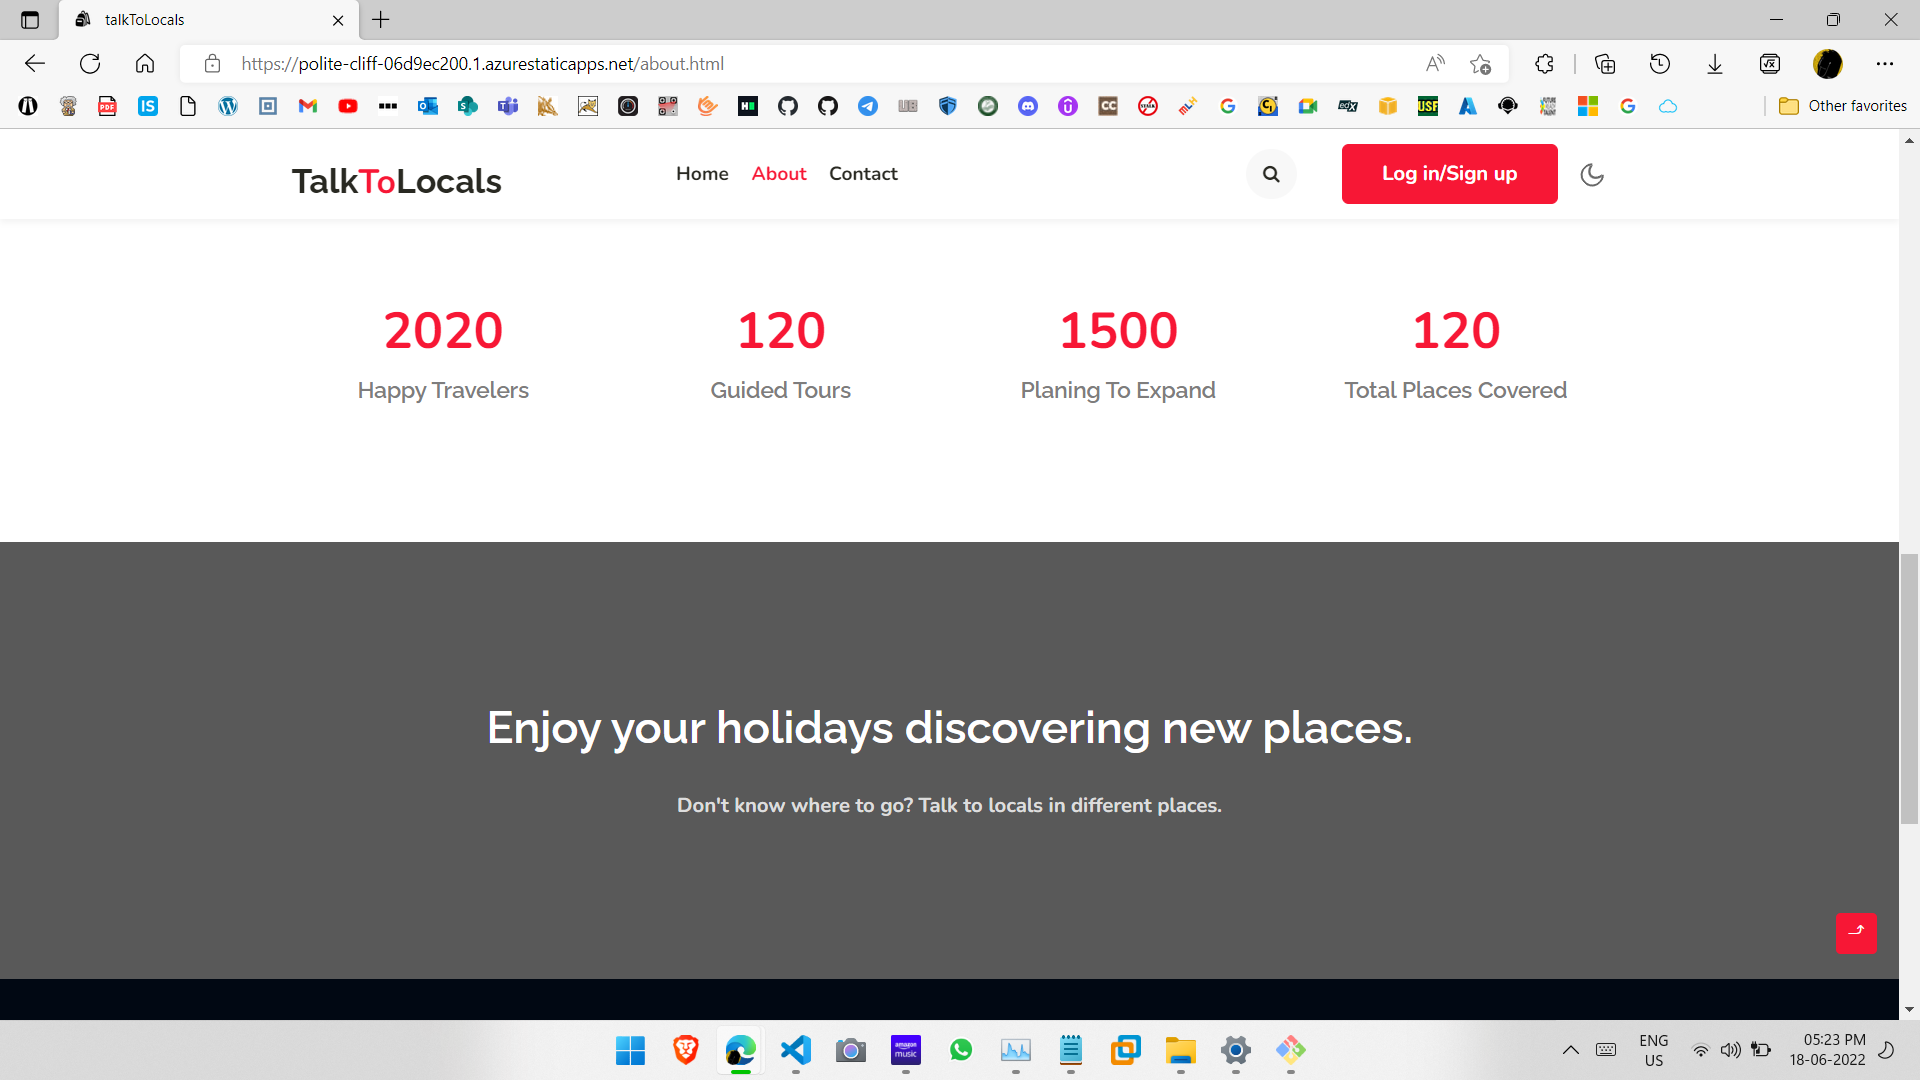 talkToLocals
https://polite-cliff-06d9ec200.1.azurestaticapps.net/about.html
Other favorites
TalkToLocals
Home About Contact
Log in/Sign up
2020 120 1500 120
Happy Travelers Guided Tours Planing To Expand Total Places Covered
Enjoy your holidays discovering new places.
Don't know where to go? Talk to locals in different places.
ENG
US
05:23 PM
18-06-2022